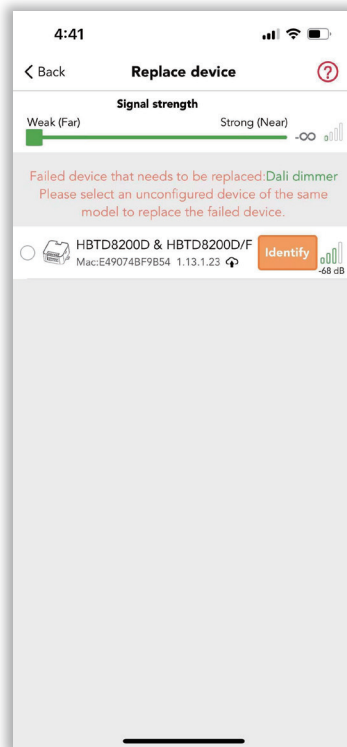 4:41
Back Replace device ?
Signal strength
Weak (Far) Strong (Near)
-∞
Failed device that needs to be replaced:Dali dimmer
Please select an unconfigured device of the same
model to replace the failed device.
HBTD8200D & HBTD8200D/F
Mac:E49074BF9B54 1.13.1.23
Identify
-68 dB